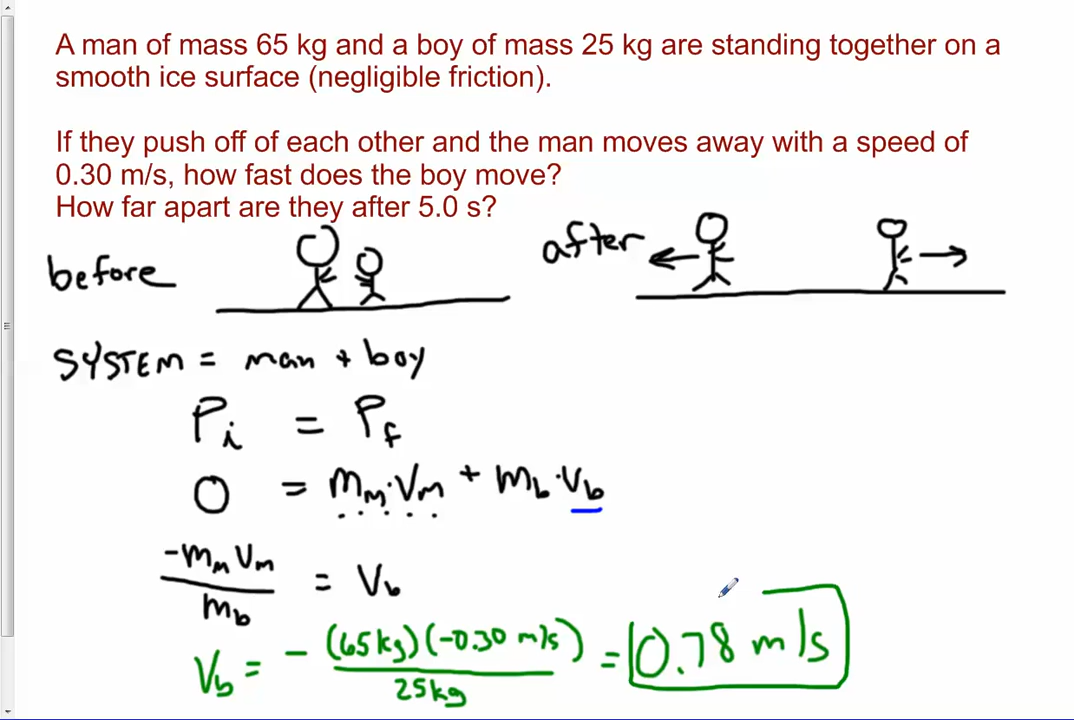 A man of mass 65 kg and a boy of mass 25 kg are standing together on a
smooth ice surface (negligible friction).
If they push off of each other and the man moves away with a speed of
0.30 m/s, how fast does the boy move?
How far apart are they after 5.0 s?
before
after
SYSTEM = man + boy
Pi = Pf
0 = mM·VM + mb·Vb
-mMVM/mb = Vb
Vb = -(65kg)(-0.30 m/s)/25kg = 0.78 m/s